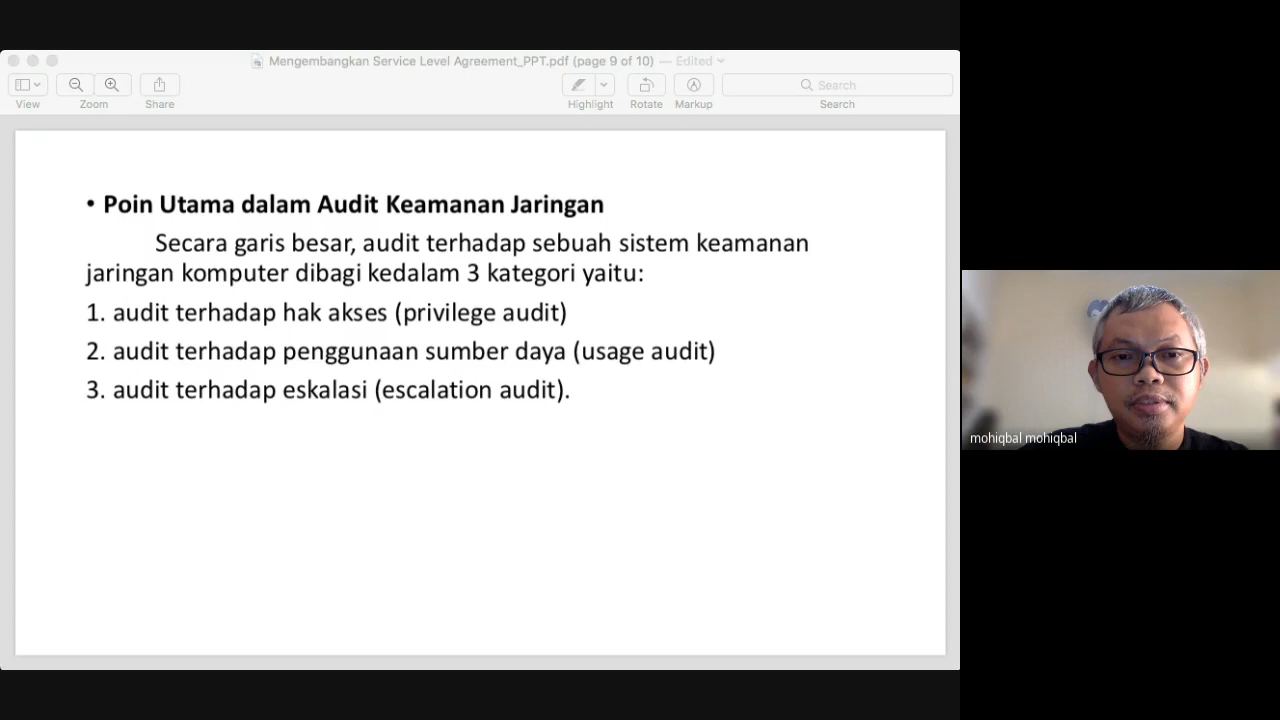 Mengembangkan Service Level Agreement_PPT.pdf (page 9 of 10) — Edited
View
Zoom
Share
Highlight
Rotate
Markup
Search
Search
• Poin Utama dalam Audit Keamanan Jaringan
Secara garis besar, audit terhadap sebuah sistem keamanan
jaringan komputer dibagi kedalam 3 kategori yaitu:
1. audit terhadap hak akses (privilege audit)
2. audit terhadap penggunaan sumber daya (usage audit)
3. audit terhadap eskalasi (escalation audit).
mohiqbal mohiqbal